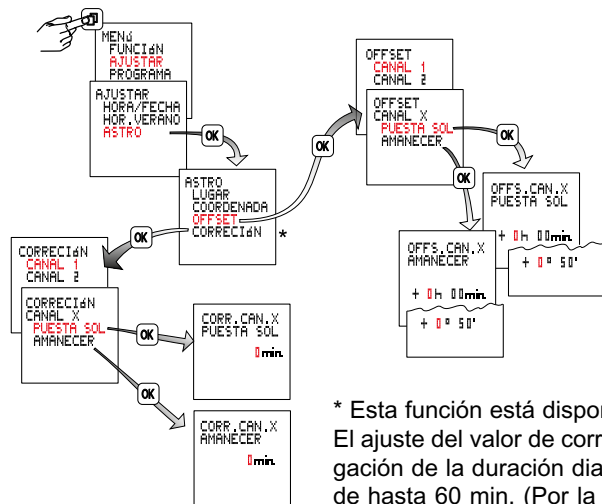 MENú
FUNCIóN
AJUSTAR
PROGRAMA
AJUSTAR
HORA/FECHA
HOR.VERANO
ASTRO
OK
ASTRO
LUGAR
COORDENADA
OFFSET
CORRECIóN *
OK
OFFSET
CANAL 1
CANAL 2
OFFSET
CANAL X
PUESTA SOL
AMANECER
OK
OK
OFFS.CAN.X
PUESTA SOL
+ 0h 00min.
+ 0° 50'
OFFS.CAN.X
AMANECER
+ 0h 00min.
+ 0° 50'
OK
CORRECIóN
CANAL 1
CANAL 2
CORRECIóN
CANAL X
PUESTA SOL
AMANECER
OK
CORR.CAN.X
PUESTA SOL
0min.
OK
CORR.CAN.X
AMANECER
0min.
* Esta función está dispon
El ajuste del valor de corr
gación de la duración dia
de hasta 60 min. (Por la